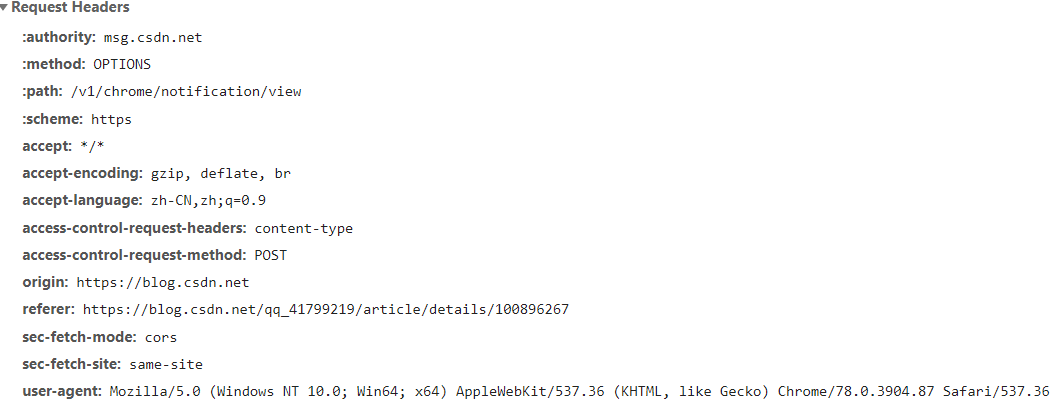 Request Headers
:authority: msg.csdn.net
:method: OPTIONS
:path: /v1/chrome/notification/view
:scheme: https
accept: */*
accept-encoding: gzip, deflate, br
accept-language: zh-CN,zh;q=0.9
access-control-request-headers: content-type
access-control-request-method: POST
origin: https://blog.csdn.net
referer: https://blog.csdn.net/qq_41799219/article/details/100896267
sec-fetch-mode: cors
sec-fetch-site: same-site
user-agent: Mozilla/5.0 (Windows NT 10.0; Win64; x64) AppleWebKit/537.36 (KHTML, like Gecko) Chrome/78.0.3904.87 Safari/537.36